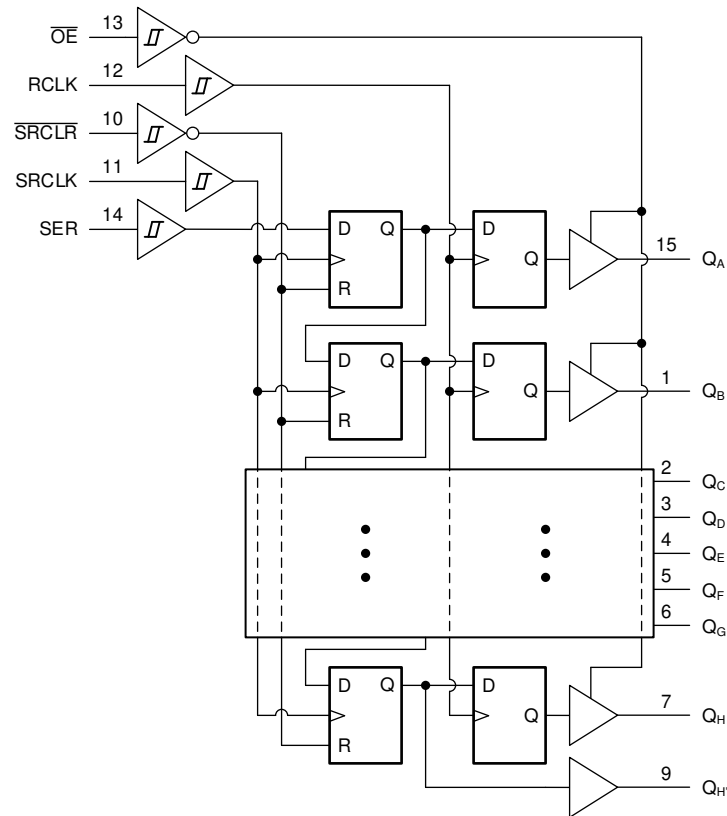 OE 13
RCLK 12
SRCLR 10
SRCLK 11
SER 14
D Q D
Q 15 QA
R
D Q D
Q 1 QB
R
2 QC
3 QD
4 QE
5 QF
6 QG
D Q D
Q 7 QH
R
9 QH'